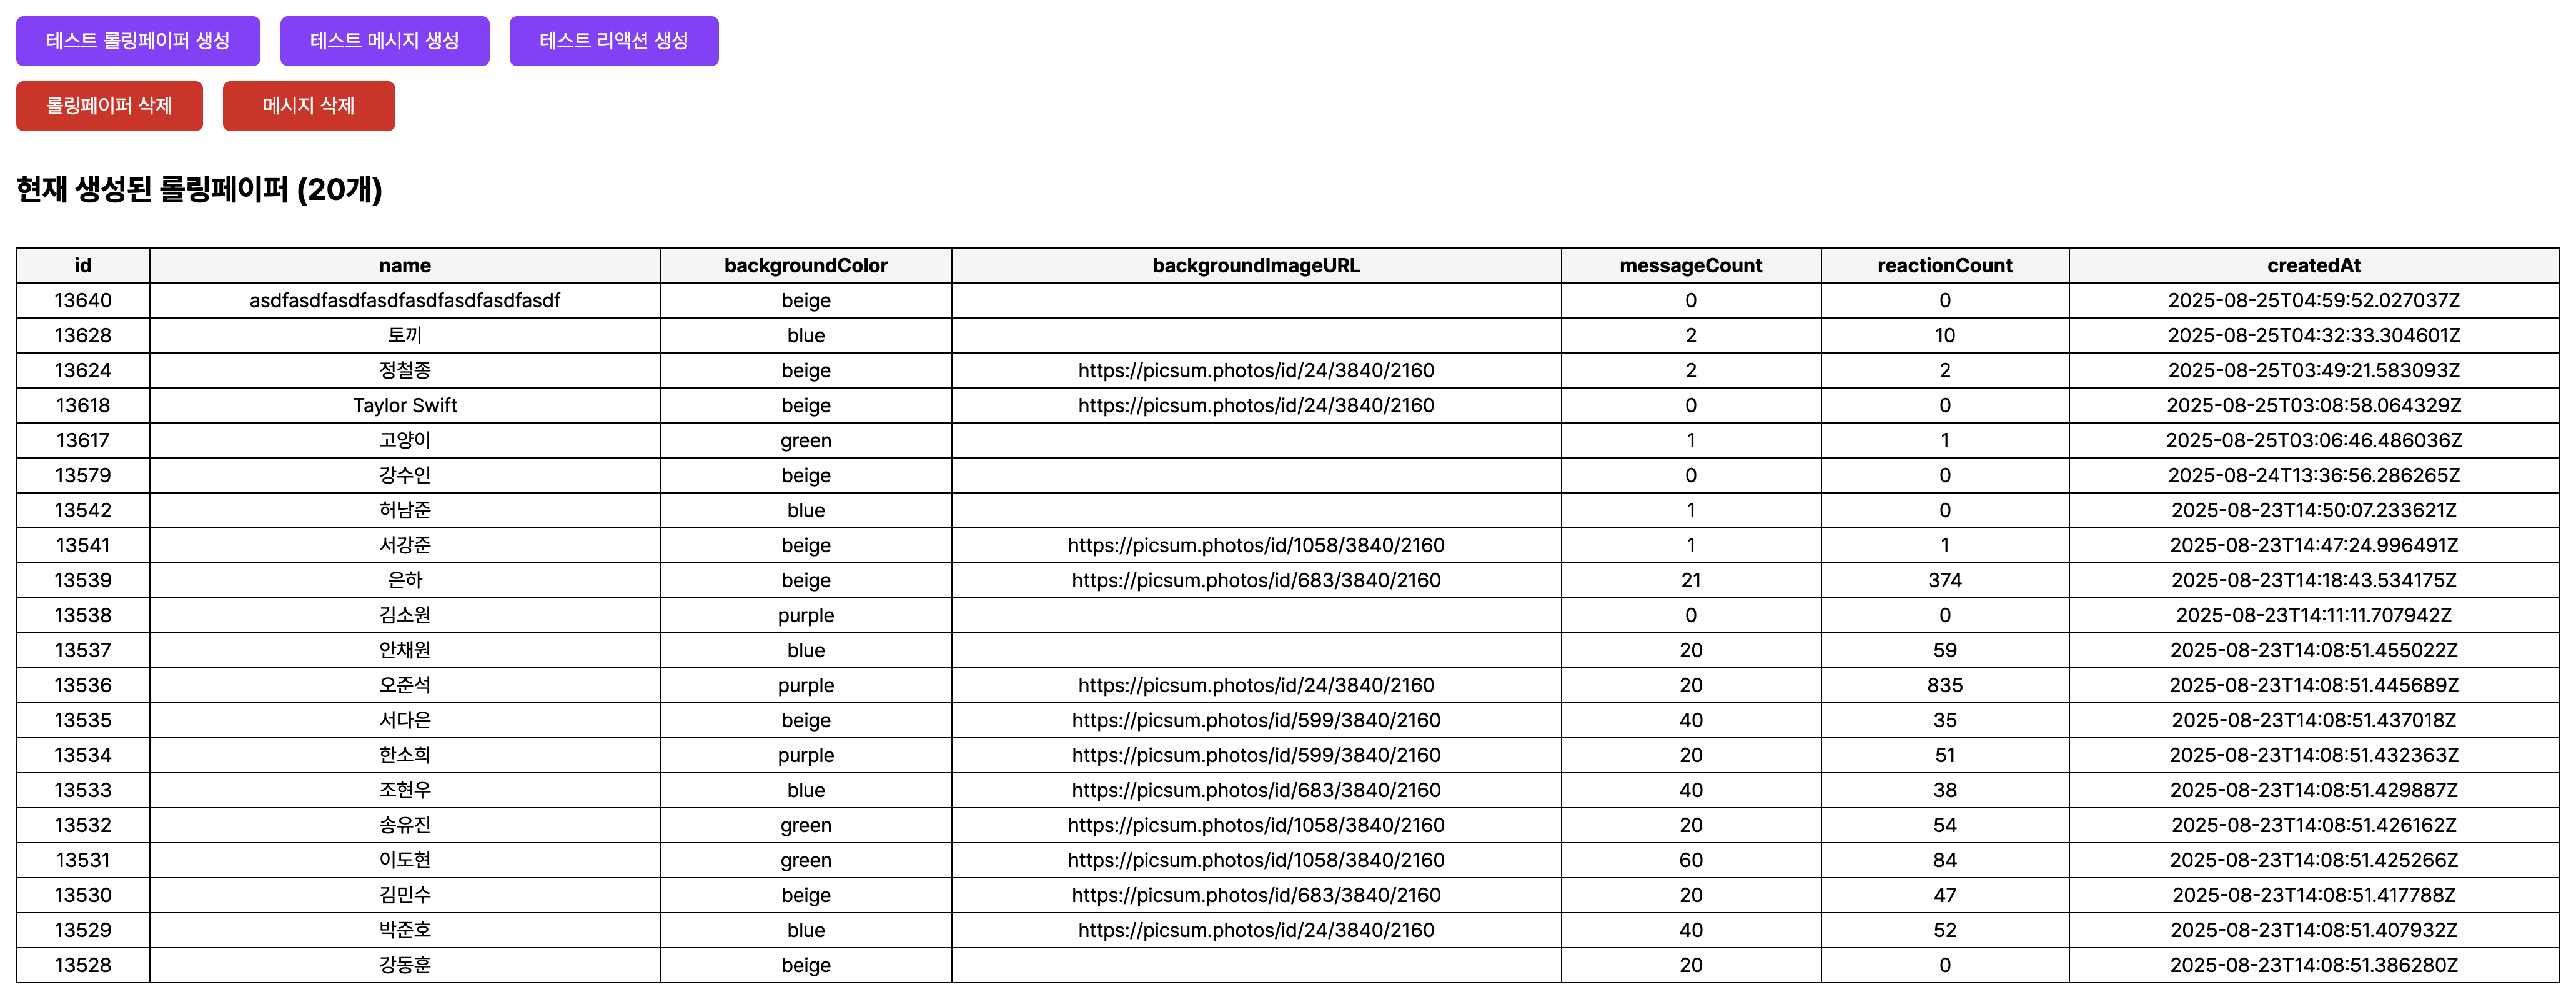 테스트 롤링페이퍼 생성 테스트 메시지 생성 테스트 리액션 생성
롤링페이퍼 삭제 메시지 삭제
현재 생성된 롤링페이퍼 (20개)
id name backgroundColor backgroundImageURL messageCount reactionCount createdAt
13640 asdfasdfasdfasdfasdfasdfasdfasdf beige 0 0 2025-08-25T04:59:52.027037Z
13628 토끼 blue 2 10 2025-08-25T04:32:33.304601Z
13624 정철종 beige https://picsum.photos/id/24/3840/2160 2 2 2025-08-25T03:49:21.583093Z
13618 Taylor Swift beige https://picsum.photos/id/24/3840/2160 0 0 2025-08-25T03:08:58.064329Z
13617 고양이 green 1 1 2025-08-25T03:06:46.486036Z
13579 강수인 beige 0 0 2025-08-24T13:36:56.286265Z
13542 허남준 blue 1 0 2025-08-23T14:50:07.233621Z
13541 서강준 beige https://picsum.photos/id/1058/3840/2160 1 1 2025-08-23T14:47:24.996491Z
13539 은하 beige https://picsum.photos/id/683/3840/2160 21 374 2025-08-23T14:18:43.534175Z
13538 김소원 purple 0 0 2025-08-23T14:11:11.707942Z
13537 안채원 blue 20 59 2025-08-23T14:08:51.455022Z
13536 오준석 purple https://picsum.photos/id/24/3840/2160 20 835 2025-08-23T14:08:51.445689Z
13535 서다은 beige https://picsum.photos/id/599/3840/2160 40 35 2025-08-23T14:08:51.437018Z
13534 한소희 purple https://picsum.photos/id/599/3840/2160 20 51 2025-08-23T14:08:51.432363Z
13533 조현우 blue https://picsum.photos/id/683/3840/2160 40 38 2025-08-23T14:08:51.429887Z
13532 송유진 green https://picsum.photos/id/1058/3840/2160 20 54 2025-08-23T14:08:51.426162Z
13531 이도현 green https://picsum.photos/id/1058/3840/2160 60 84 2025-08-23T14:08:51.425266Z
13530 김민수 beige https://picsum.photos/id/683/3840/2160 20 47 2025-08-23T14:08:51.417788Z
13529 박준호 blue https://picsum.photos/id/24/3840/2160 40 52 2025-08-23T14:08:51.407932Z
13528 강동훈 beige 20 0 2025-08-23T14:08:51.386280Z